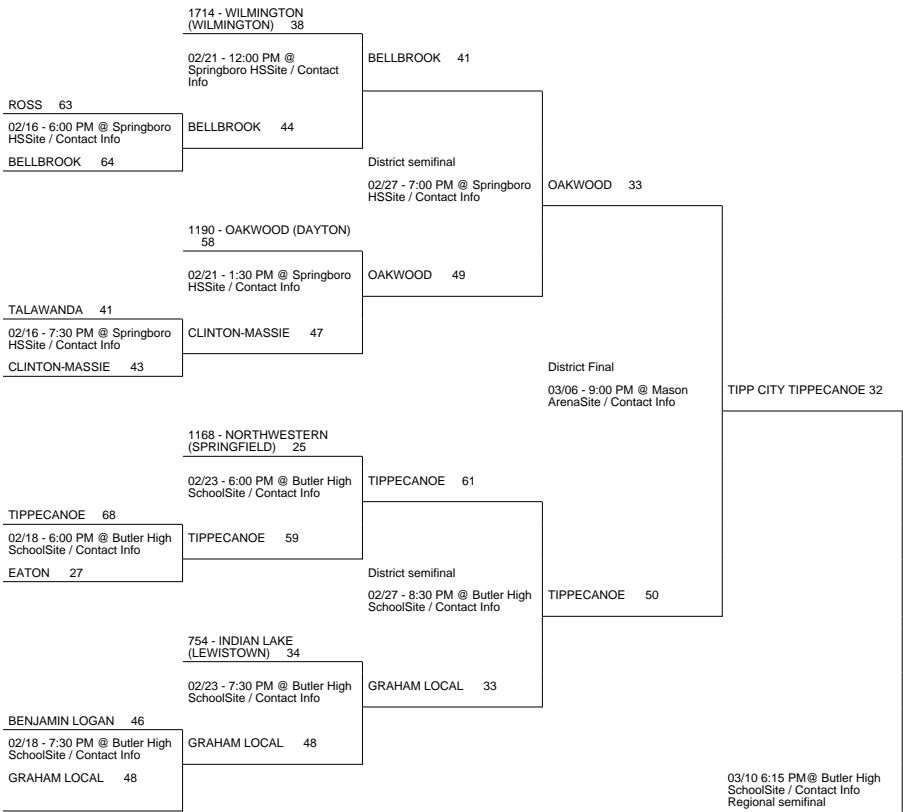 1714 - WILMINGTON
(WILMINGTON) 38
02/21 - 12:00 PM @
Springboro HSSite / Contact
Info
BELLBROOK 41
ROSS 63
02/16 - 6:00 PM @ Springboro
HSSite / Contact Info
BELLBROOK 44
BELLBROOK 64
District semifinal
02/27 - 7:00 PM @ Springboro
HSSite / Contact Info
OAKWOOD 33
1190 - OAKWOOD (DAYTON)
58
02/21 - 1:30 PM @ Springboro
HSSite / Contact Info
OAKWOOD 49
TALAWANDA 41
02/16 - 7:30 PM @ Springboro
HSSite / Contact Info
CLINTON-MASSIE 47
CLINTON-MASSIE 43
District Final
03/06 - 9:00 PM @ Mason
ArenaSite / Contact Info
TIPP CITY TIPPECANOE 32
1168 - NORTHWESTERN
(SPRINGFIELD) 25
02/23 - 6:00 PM @ Butler High
SchoolSite / Contact Info
TIPPECANOE 61
TIPPECANOE 68
02/18 - 6:00 PM @ Butler High
SchoolSite / Contact Info
TIPPECANOE 59
EATON 27
District semifinal
02/27 - 8:30 PM @ Butler High
SchoolSite / Contact Info
TIPPECANOE 50
754 - INDIAN LAKE
(LEWISTOWN) 34
02/23 - 7:30 PM @ Butler High
SchoolSite / Contact Info
GRAHAM LOCAL 33
BENJAMIN LOGAN 46
02/18 - 7:30 PM @ Butler High
SchoolSite / Contact Info
GRAHAM LOCAL 48
GRAHAM LOCAL 48
03/10 6:15 PM@ Butler High
SchoolSite / Contact Info
Regional semifinal